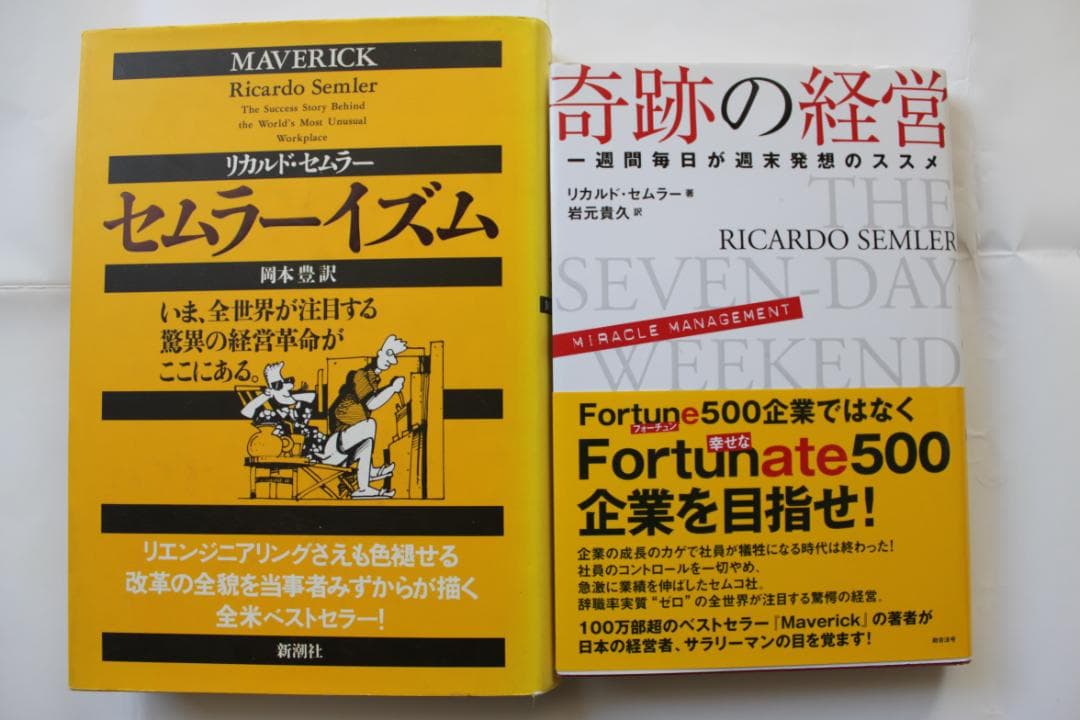 MAVERICK
Ricardo Semler
The Success Story Behind
the World's Most Unusual
Workplace
リカルド・セムラー
セムラーイズム
岡本 豊 訳
いま、全世界が注目する
驚異の経営革命が
ここにある。
リエンジニアリングさえも色褪せる
改革の全貌を当事者みずからが描く
全米ベストセラー!
新潮社
奇跡の経営
一週間毎日が週末発想のススメ
リカルド・セムラー 著
岩元貴久 訳
THE
RICARDO SEMLER
SEVEN-DAY
MIRACLE MANAGEMENT
WEEKEND
Fortune500企業ではなく
フォーチュン
幸せな
Fortunate500
企業を目指せ!
企業の成長のカゲで社員が犠牲になる時代は終わった!
社員のコントロールを一切やめ、
急激に業績を伸ばしたセムコ社。
辞職率実質“ゼロ”の全世界が注目する驚愕の経営。
100万部超のベストセラー『Maverick』の著者が
日本の経営者、サラリーマンの目を覚ます!
総合法令